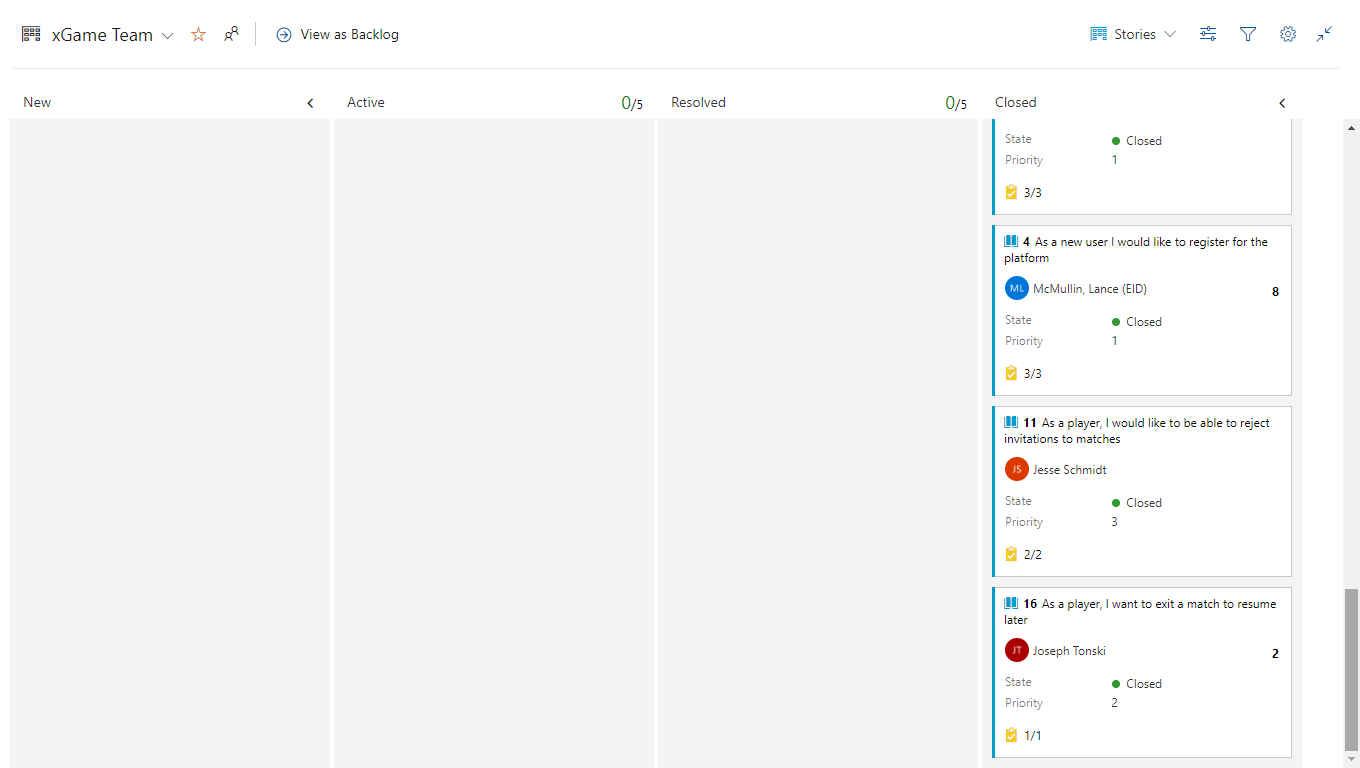 xGame Team
View as Backlog
Stories
New
Active
0/5
Resolved
0/5
Closed
State
Closed
Priority
1
3/3
4 As a new user I would like to register for the
platform
ML
McMullin, Lance (EID)
8
State
Closed
Priority
1
3/3
11 As a player, I would like to be able to reject
invitations to matches
JS
Jesse Schmidt
State
Closed
Priority
3
2/2
16 As a player, I want to exit a match to resume
later
JT
Joseph Tonski
2
State
Closed
Priority
2
1/1